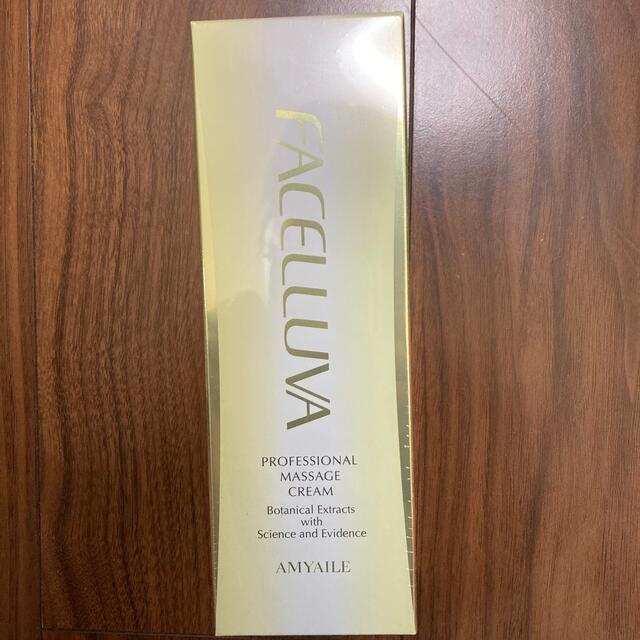 FACELLUVA
PROFESSIONAL
MASSAGE
CREAM
Botanical Extracts
with
Science and Evidence
AMYAILE